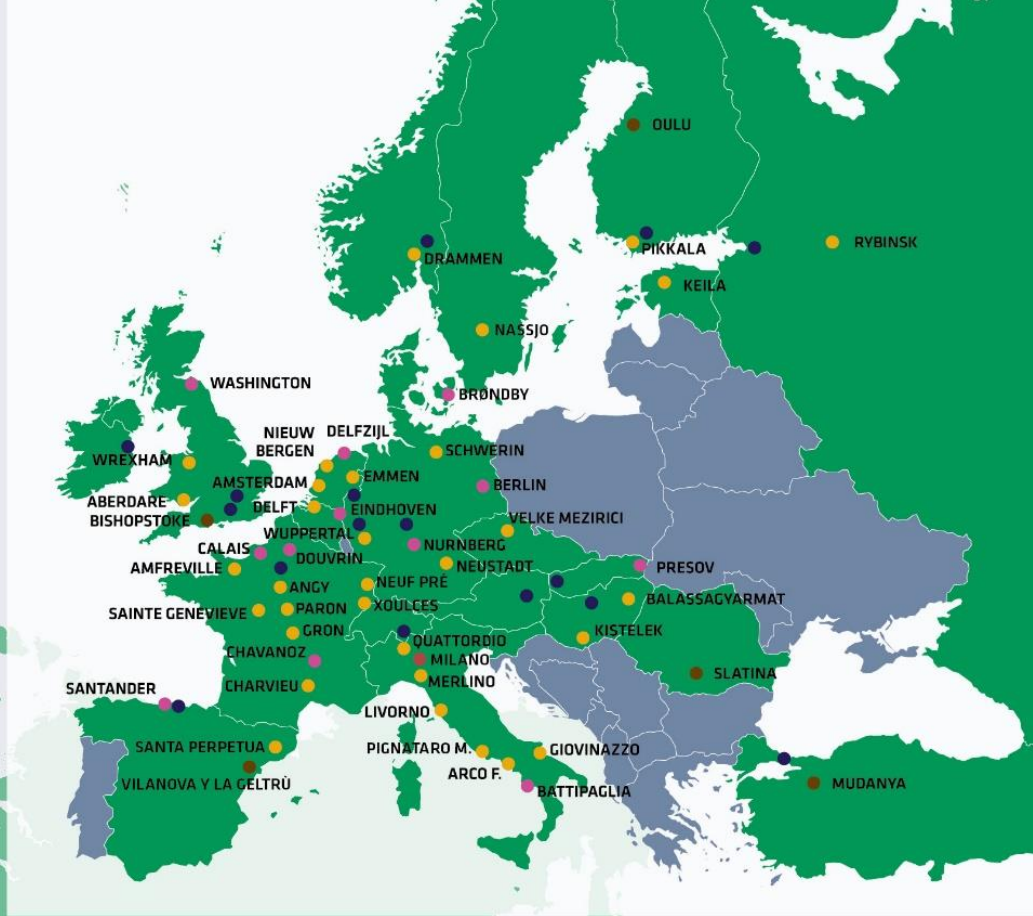 OULU
PIKKALA
RYBINSK
DRAMMEN
KEILA
NASSJO
WASHINGTON
BRØNDBY
NIEUW
BERGEN
DELFZIJL
SCHWERIN
WREXHAM
AMSTERDAM
EMMEN
BERLIN
ABERDARE
DELFT
EINDHOVEN
BISHOPSTOKE
VELKE MEZIRICI
WUPPERTAL
CALAIS
DOUVRIN
NURNBERG
AMFREVILLE
NEUSTADT
PRESOV
ANGY
NEUF PRÉ
BALASSAGYARMAT
SAINTE GENEVIEVE
PARON
XOULCES
GRON
KISTELEK
QUATTORDIO
CHAVANOZ
MILANO
SLATINA
MERLINO
SANTANDER
CHARVIEU
LIVORNO
SANTA PERPETUA
PIGNATARO M.
GIOVINAZZO
ARCO F.
VILANOVA Y LA GELTRÙ
BATTIPAGLIA
MUDANYA